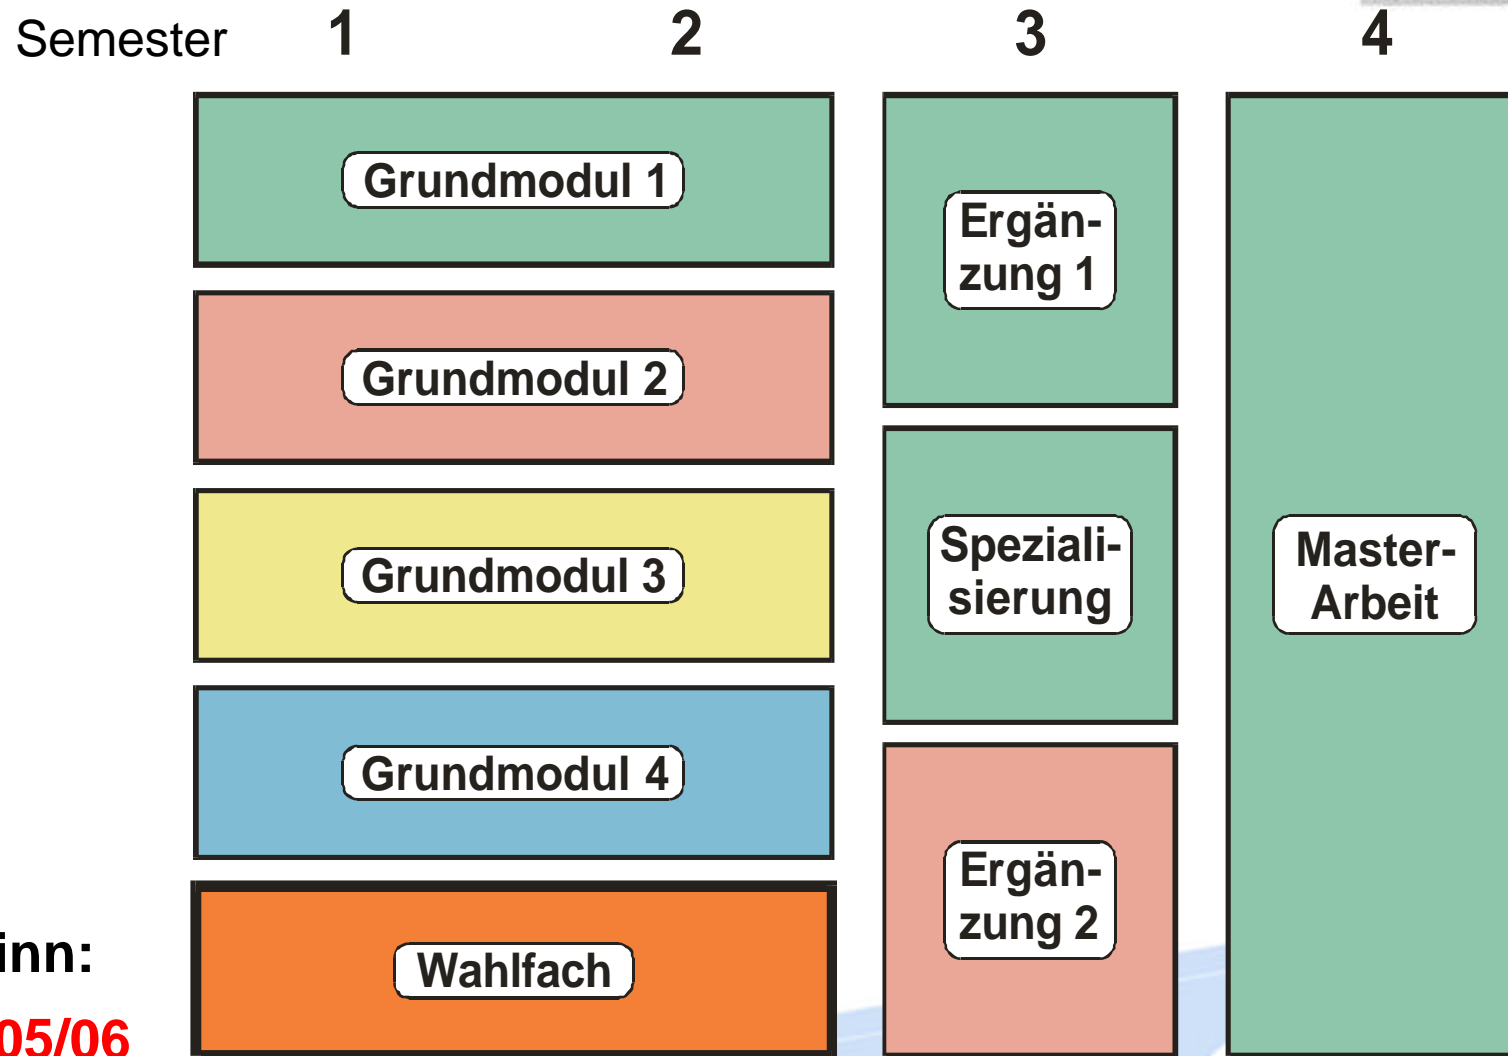 Semester 1 2 3 4
Grundmodul 1
Grundmodul 2
Grundmodul 3
Grundmodul 4
Wahlfach
Ergän-
zung 1
Speziali-
sierung
Ergän-
zung 2
Master-
Arbeit
inn:
05/06